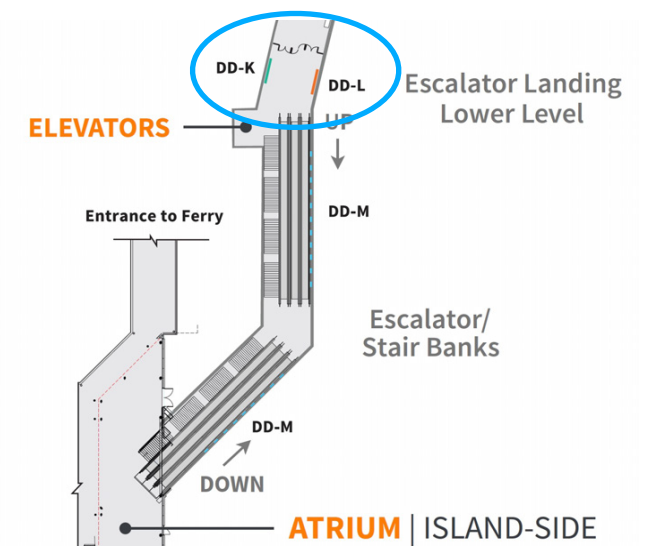 DD-K
DD-L
Escalator Landing
Lower Level
UP
ELEVATORS
DD-M
Entrance to Ferry
Escalator/
Stair Banks
DD-M
DOWN
ATRIUM | ISLAND-SIDE